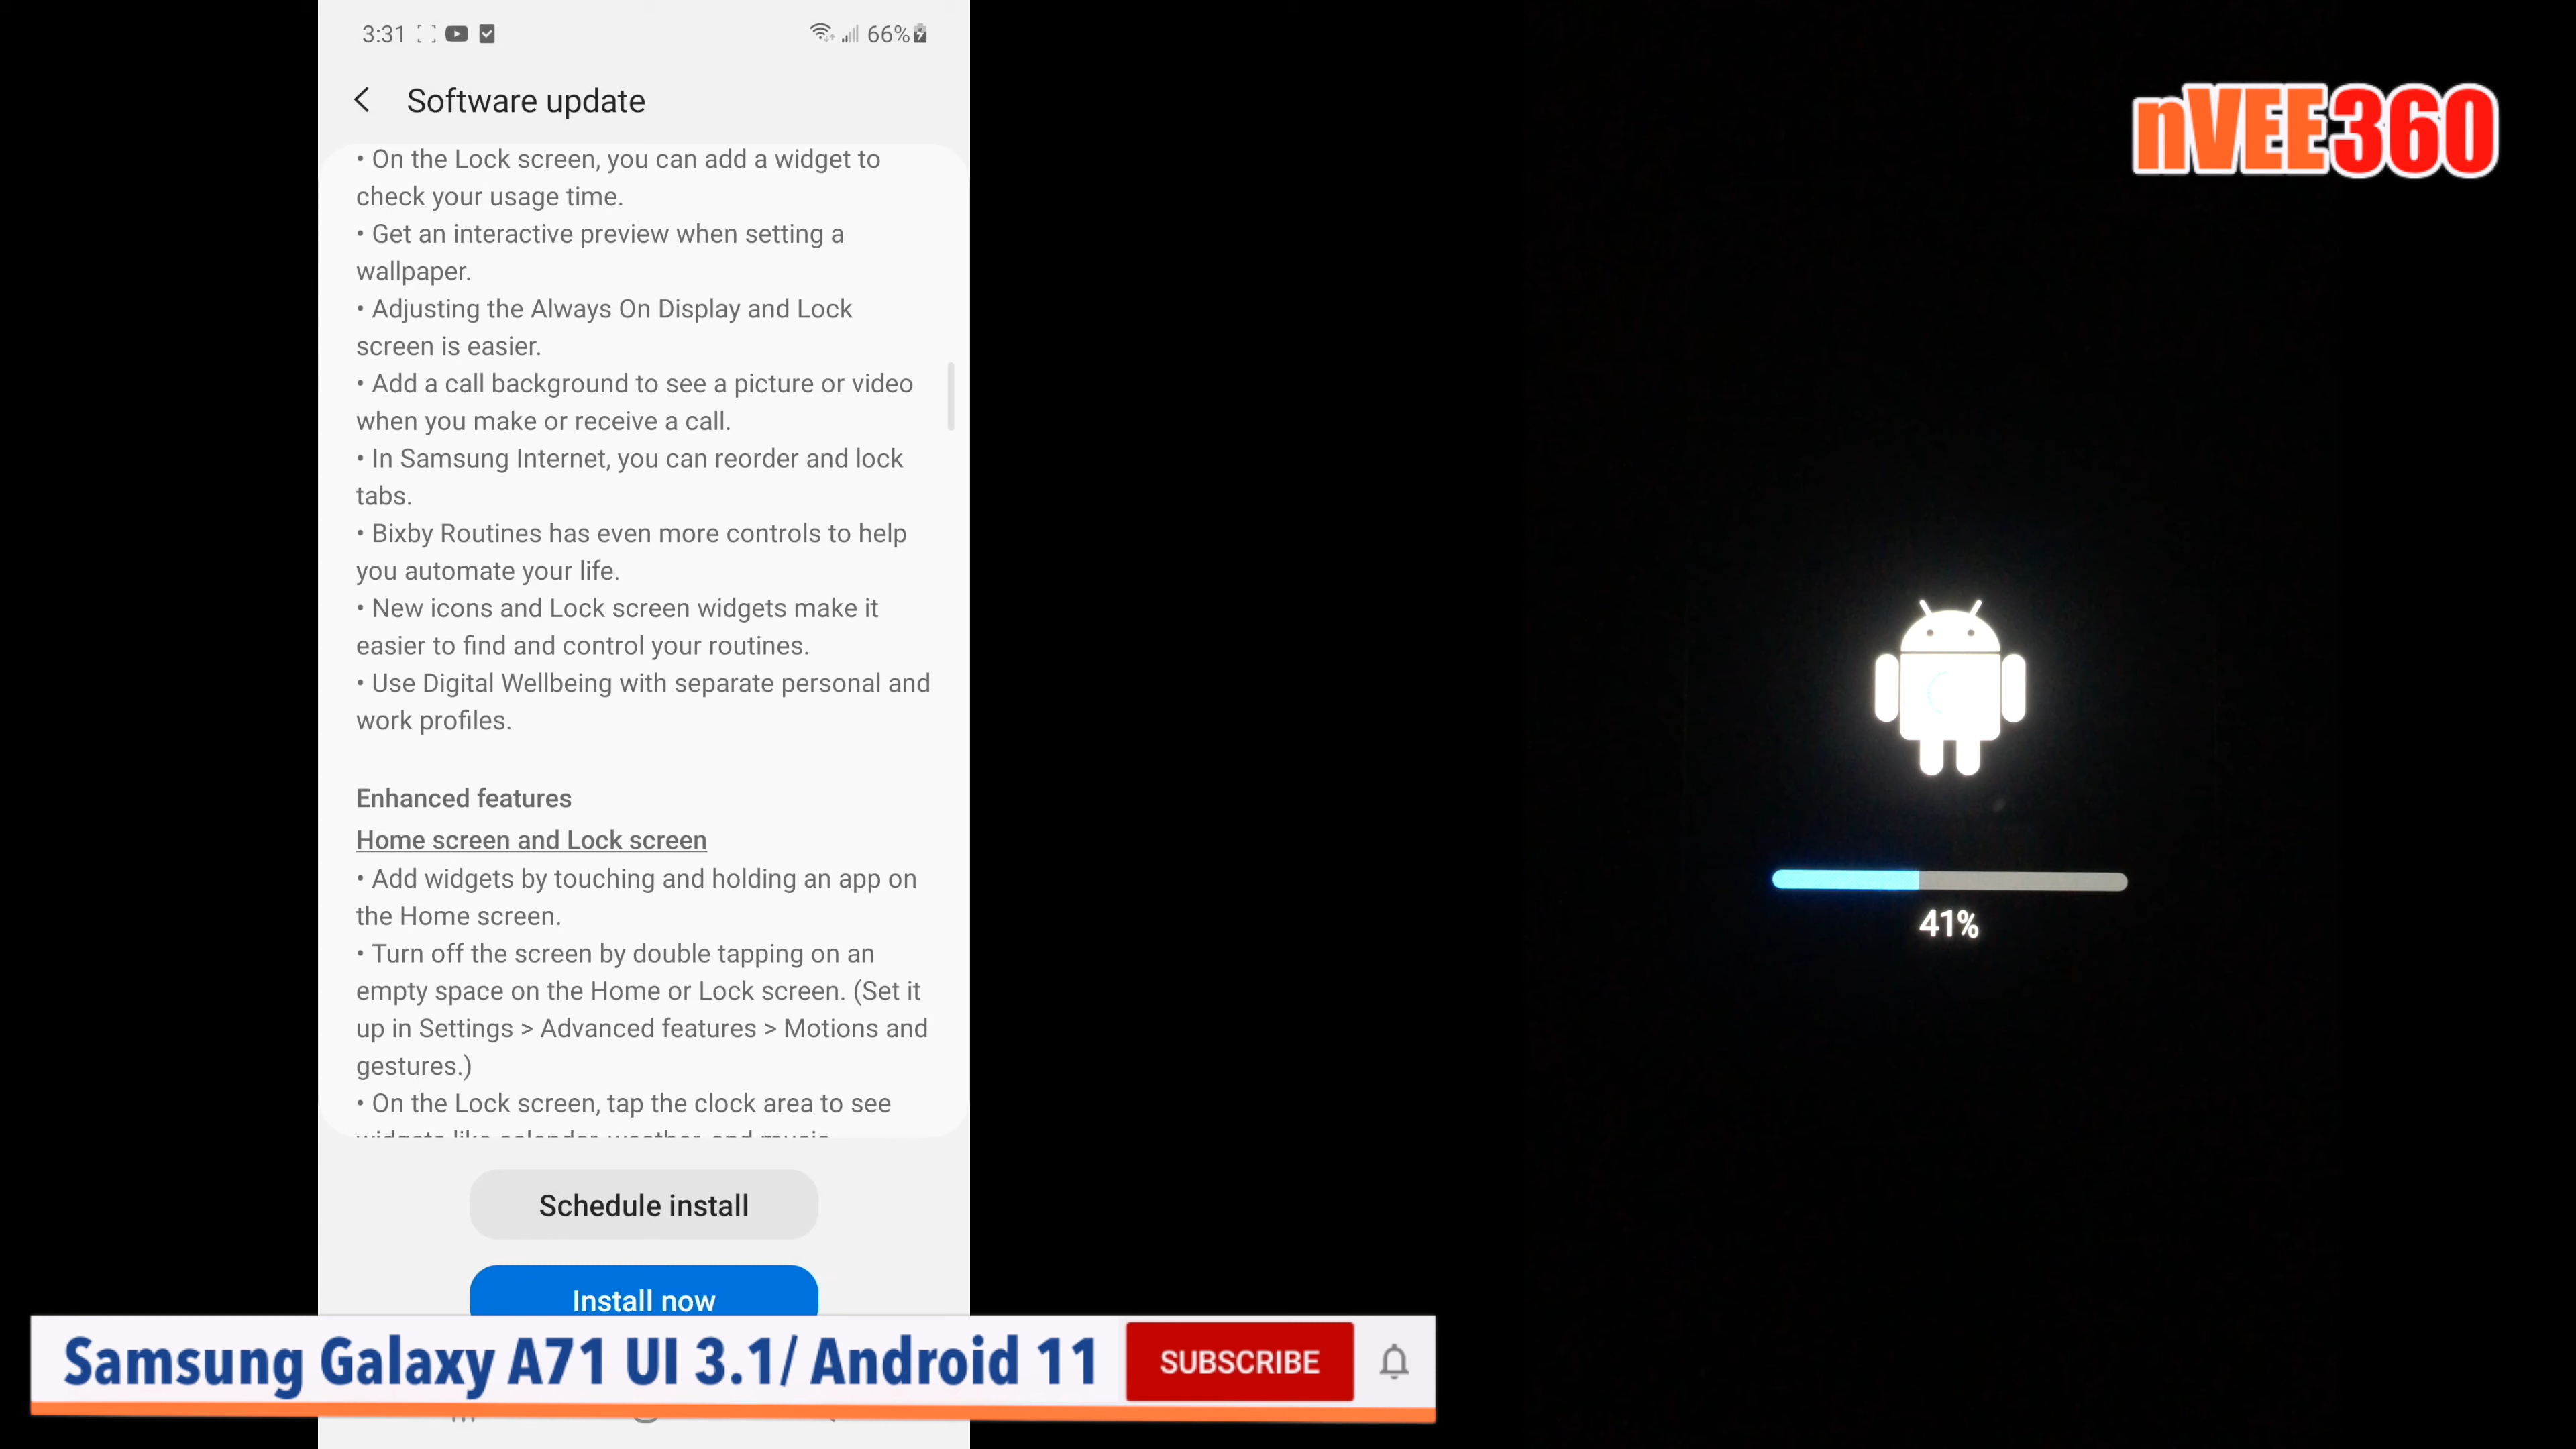 3:31
66%
nVEE360
Software update
• On the Lock screen, you can add a widget to
check your usage time.
• Get an interactive preview when setting a
wallpaper.
• Adjusting the Always On Display and Lock
screen is easier.
• Add a call background to see a picture or video
when you make or receive a call.
• In Samsung Internet, you can reorder and lock
tabs.
• Bixby Routines has even more controls to help
you automate your life.
• New icons and Lock screen widgets make it
easier to find and control your routines.
• Use Digital Wellbeing with separate personal and
work profiles.
Enhanced features
Home screen and Lock screen
• Add widgets by touching and holding an app on
the Home screen.
• Turn off the screen by double tapping on an
empty space on the Home or Lock screen. (Set it
up in Settings > Advanced features > Motions and
gestures.)
• On the Lock screen, tap the clock area to see
widgets like calendar, weather, and music.
Schedule install
Install now
41%
Samsung Galaxy A71 UI 3.1/ Android 11
SUBSCRIBE